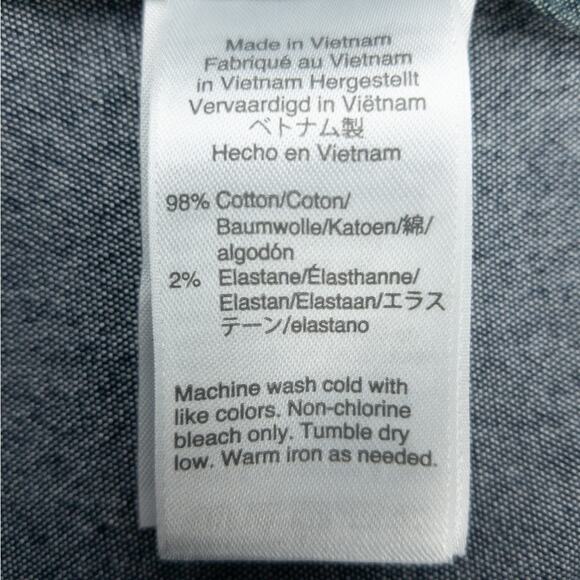 Made in Vietnam
Fabriqué au Vietnam
in Vietnam Hergestellt
Vervaardigd in Viëtnam
ベトナム製
Hecho en Vietnam
98% Cotton/Coton/
Baumwolle/Katoen/綿/
algodón
2% Elastane/Élasthanne/
Elastan/Elastaan/エラス
テーン/elastano
Machine wash cold with
like colors. Non-chlorine
bleach only. Tumble dry
low. Warm iron as needed.